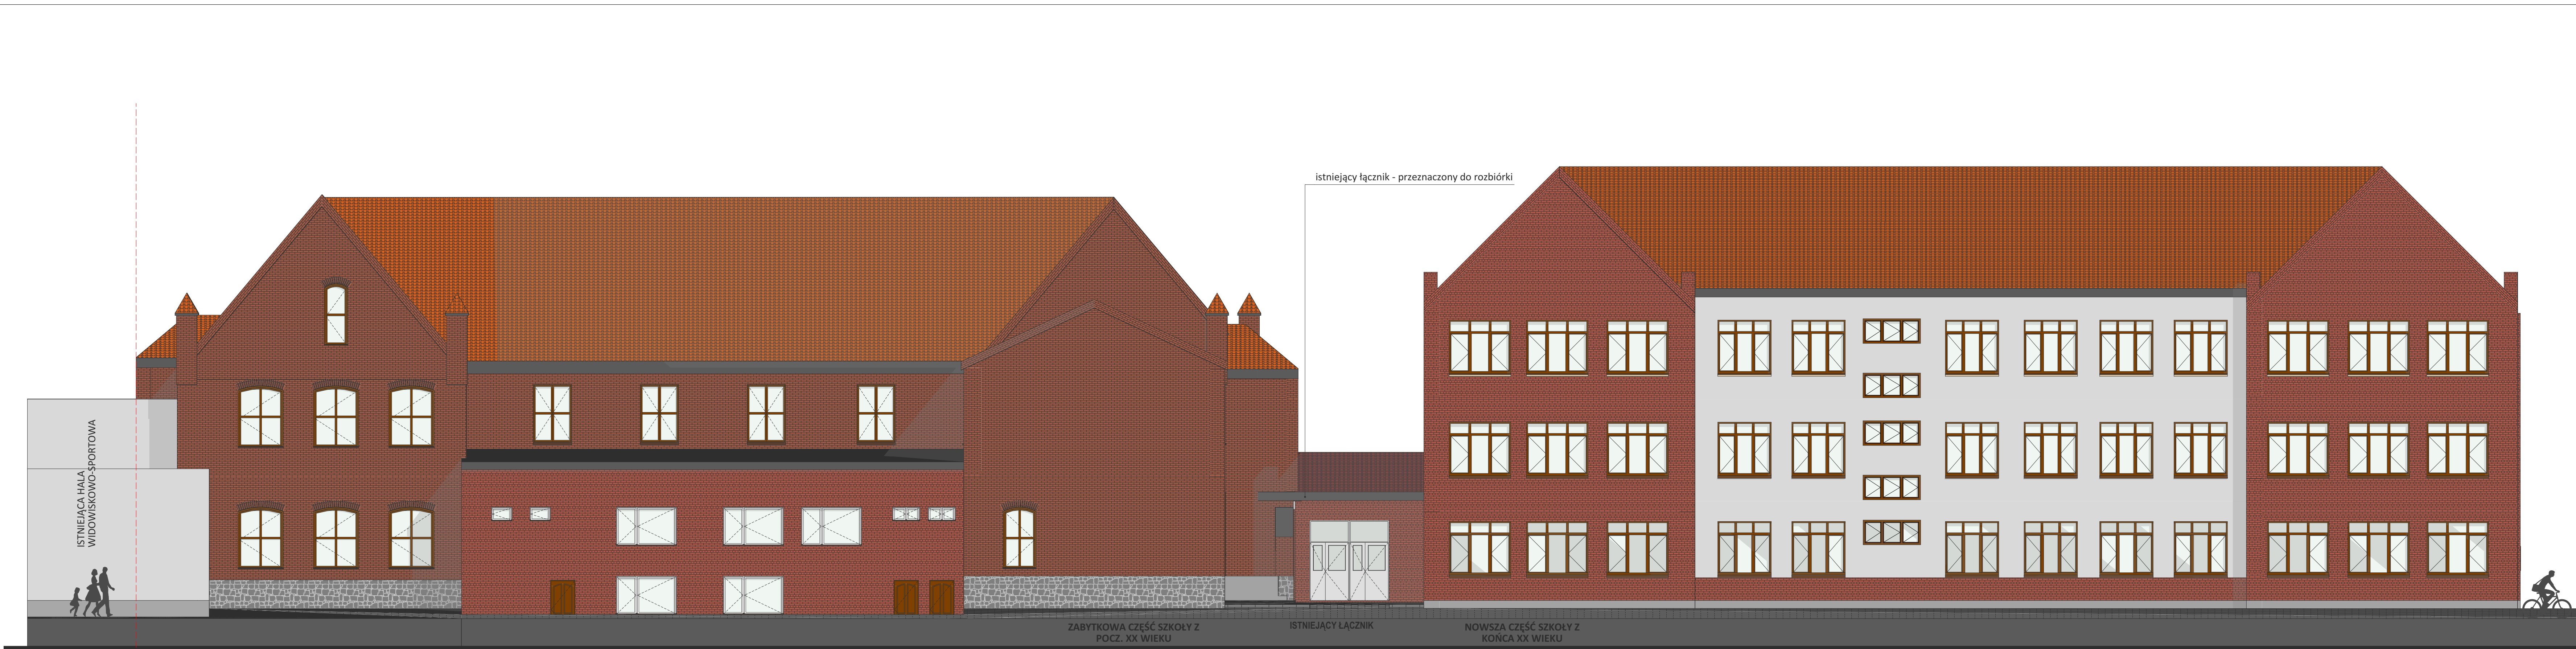 istniejący łącznik - przeznaczony do rozbiórki
ISTNIEJĄCA HALA
WIDOWISKOWO-SPORTOWA
ZABYTKOWA CZĘŚĆ SZKOŁY Z
POCZ. XX WIEKU
ISTNIEJĄCY ŁĄCZNIK
NOWSZA CZĘŚĆ SZKOŁY Z
KOŃCA XX WIEKU